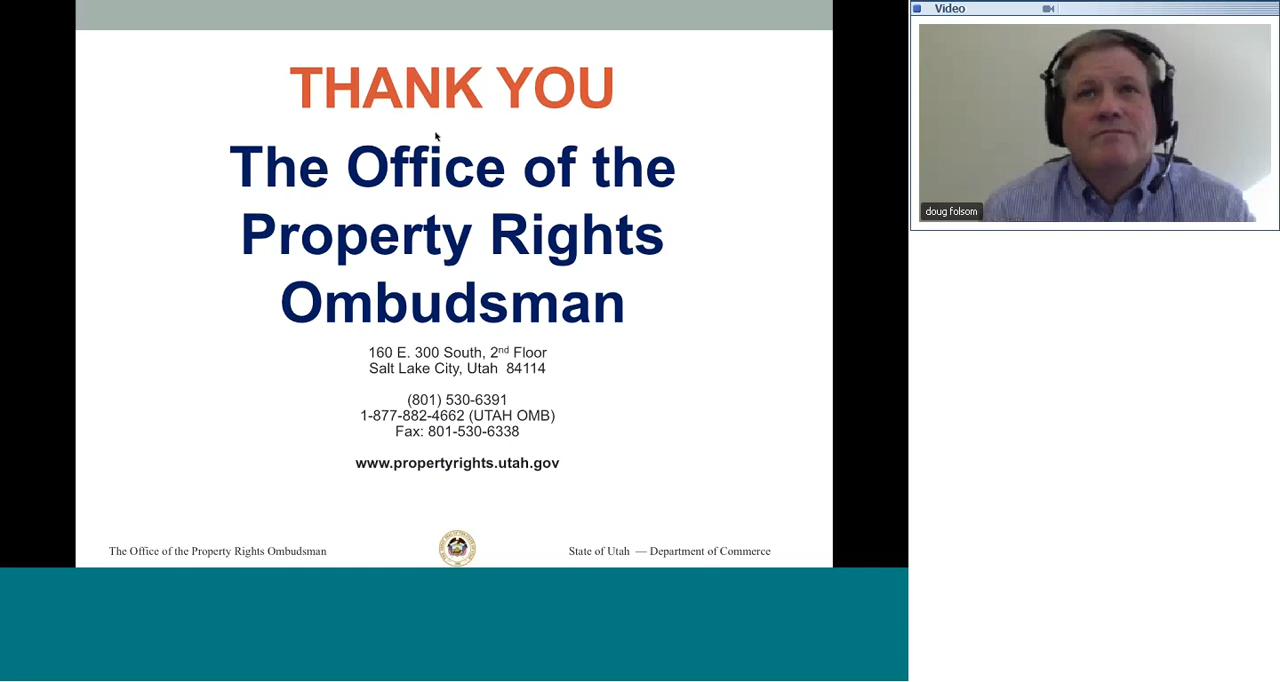 THANK YOU
The Office of the
Property Rights
Ombudsman
160 E. 300 South, 2nd Floor
Salt Lake City, Utah 84114
(801) 530-6391
1-877-882-4662 (UTAH OMB)
Fax: 801-530-6338
www.propertyrights.utah.gov
The Office of the Property Rights Ombudsman
State of Utah — Department of Commerce
Video
doug folsom